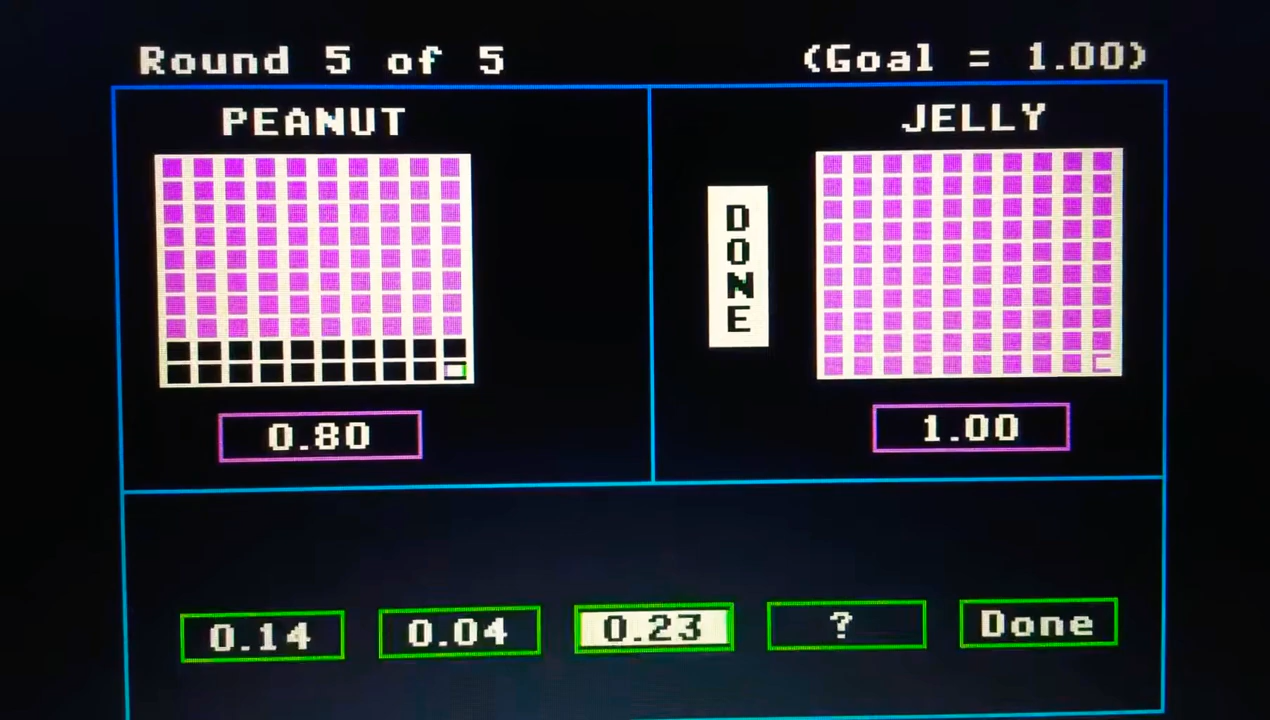 Round 5 of 5 (Goal = 1.00)
PEANUT
JELLY
DONE
0.80
1.00
0.14
0.04
0.23
?
Done